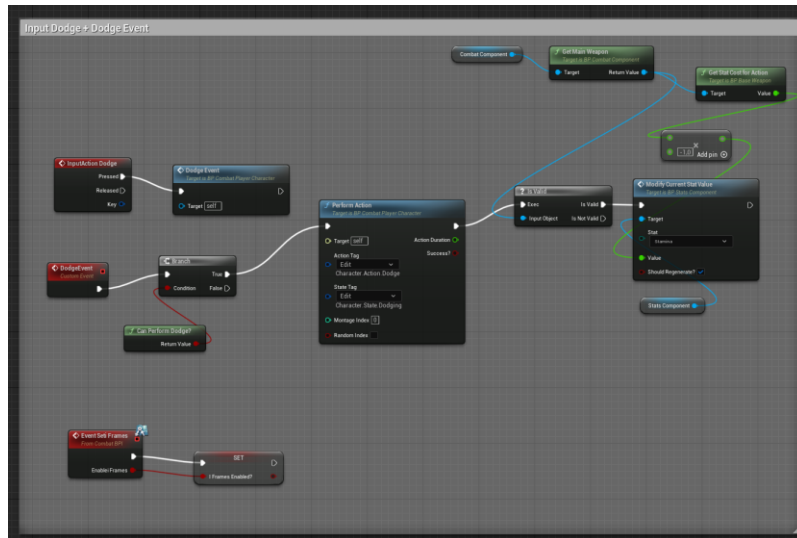 Input Dodge + Dodge Event
Combat Component
Get Main Weapon
Target is BP Combat Component
Target
Return Value
Get Stat Cost for Action
Target is BP Base Weapon
Target
Value
-1.0
Add pin
InputAction Dodge
Pressed
Released
Key
Dodge Event
Target is BP Combat Player Character
Target
self
Perform Action
Target is BP Combat Player Character
Target
self
Action Duration
Action Tag
Success?
Edit
Character.Action.Dodge
State Tag
Edit
Character.State.Dodging
Montage Index
0
Random Index
Is Valid
Exec
Is Valid
Input Object
Is Not Valid
Modify Current Stat Value
Target is BP Stats Component
Target
Stat
Stamina
Value
Should Regenerate?
Stats Component
DodgeEvent
Custom Event
Branch
True
Condition
False
Can Perform Dodge?
Return Value
Event Set I Frames
From Combat BPI
Enable I Frames
SET
I Frames Enabled?